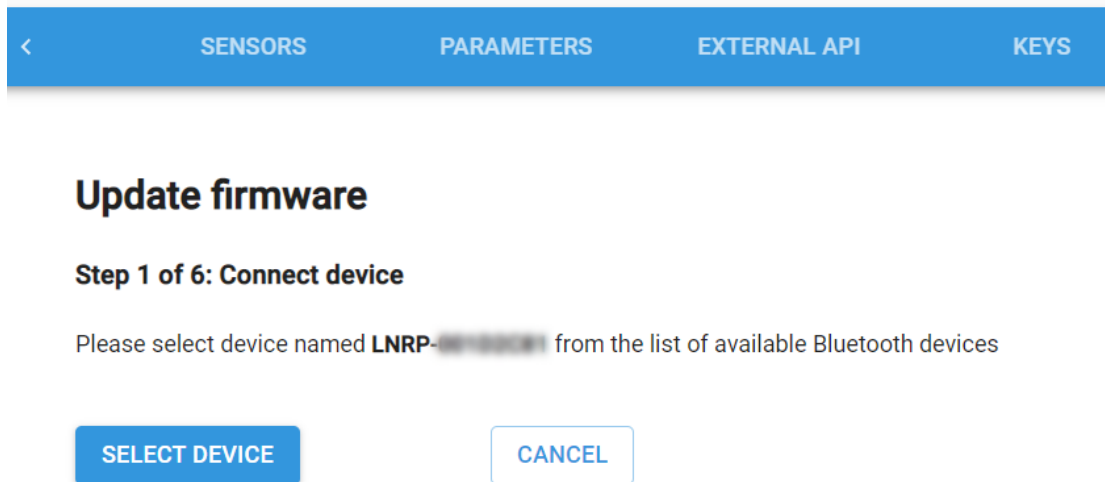 SENSORS PARAMETERS EXTERNAL API KEYS
Update firmware
Step 1 of 6: Connect device
Please select device named LNRP- from the list of available Bluetooth devices
SELECT DEVICE CANCEL